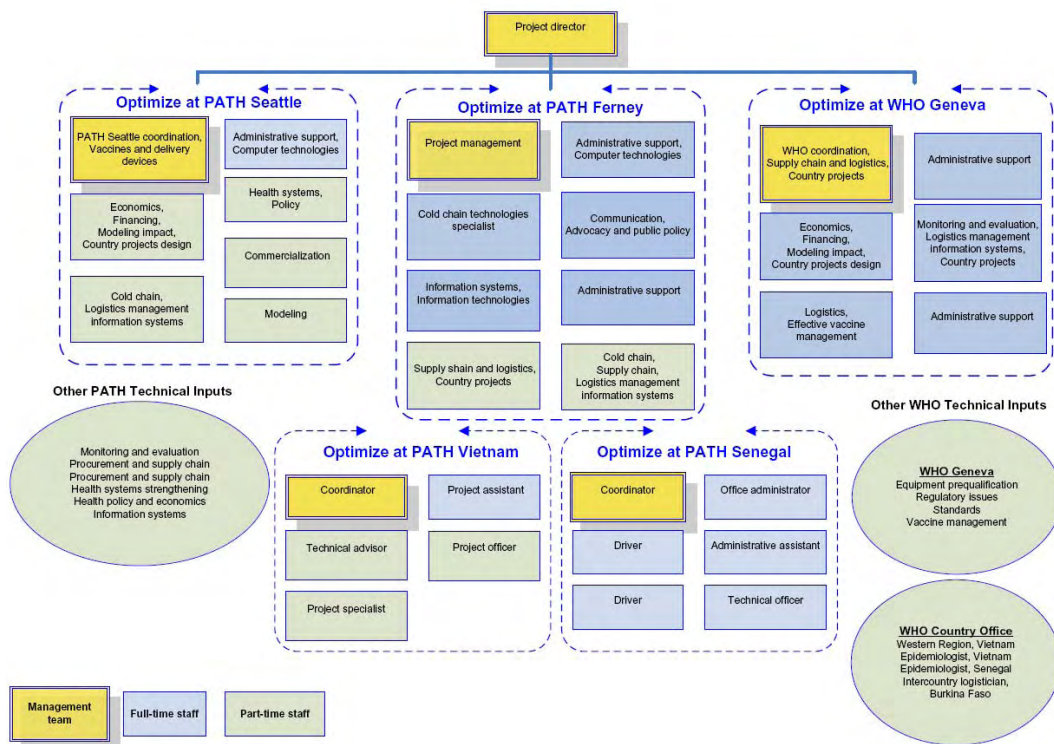 Project director
Optimize at PATH Seattle
PATH Seattle coordination,
Vaccines and delivery
devices
Administrative support,
Computer technologies
Economics,
Financing,
Modeling impact,
Country projects design
Health systems,
Policy
Commercialization
Cold chain,
Logistics management
information systems
Modeling
Optimize at PATH Ferney
Project management
Administrative support,
Computer technologies
Cold chain technologies
specialist
Communication,
Advocacy and public policy
Information systems,
Information technologies
Administrative support
Supply shain and logistics,
Country projects
Cold chain,
Supply chain,
Logistics management
information systems
Optimize at WHO Geneva
WHO coordination,
Supply chain and logistics,
Country projects
Administrative support
Economics,
Financing,
Modeling impact,
Country projects design
Monitoring and evaluation,
Logistics management
information systems,
Country projects
Logistics,
Effective vaccine
management
Administrative support
Other PATH Technical Inputs
Monitoring and evaluation
Procurement and supply chain
Procurement and supply chain
Health systems strengthening
Health policy and economics
Information systems
Optimize at PATH Vietnam
Coordinator
Project assistant
Technical advisor
Project officer
Project specialist
Optimize at PATH Senegal
Coordinator
Office administrator
Driver
Administrative assistant
Driver
Technical officer
Other WHO Technical Inputs
WHO Geneva
Equipment prequalification
Regulatory issues
Standards
Vaccine management
WHO Country Office
Western Region, Vietnam
Epidemiologist, Vietnam
Epidemiologist, Senegal
Intercountry logistician,
Burkina Faso
Management
team
Full-time staff
Part-time staff